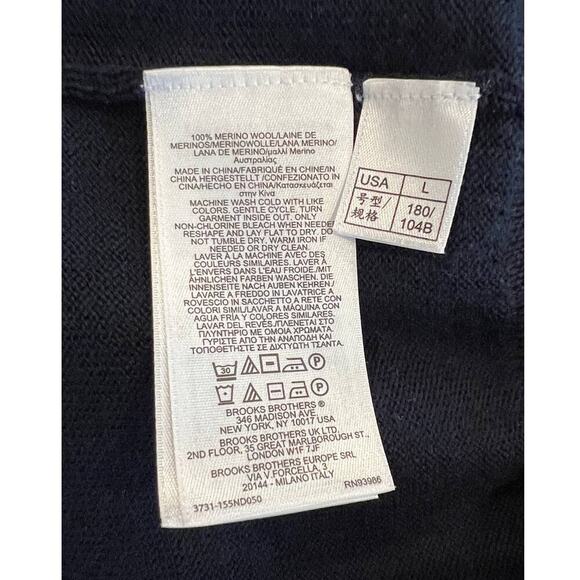 100% MERINO WOOL/LAINE DE
MERINOS/MERINOWOLLE/LANA MERINO/
LANA DE MERINO/μαλλί Merino
Αυστραλίας
MADE IN CHINA/FABRIQUÉ EN CHINE/IN
CHINA HERGESTELLT /CONFEZIONATO IN
CINA/HECHO EN CHINA/Κατασκευάζεται
στην Κίνα
MACHINE WASH COLD WITH LIKE
COLORS. GENTLE CYCLE. TURN
GARMENT INSIDE OUT. ONLY
NON-CHLORINE BLEACH WHEN NEEDED
RESHAPE AND LAY FLAT TO DRY. DO
NOT TUMBLE DRY. WARM IRON IF
NEEDED OR DRY CLEAN.
LAVER À LA MACHINE AVEC DES
COULEURS SIMILAIRES. LAVER À
L'ENVERS DANS L'EAU FROIDE./MIT
ÄHNLICHEN FARBEN WASCHEN. DIE
INNENSEITE NACH AUßEN KEHREN/
LAVARE A FREDDO IN LAVATRICE A
ROVESCIO IN SACCHETTO A RETE CON
COLORI SIMILI/LAVAR A MÁQUINA CON
AGUA FRÍA Y COLORES SIMILARES.
LAVAR DEL REVÉS./ΠΛΕΝΕΤΑΙ ΣΤΟ
ΠΛΥΝΤΗΡΙΟ ΜΕ ΟΜΟΙΑ ΧΡΩΜΑΤΑ.
ΓΥΡΙΣΤΕ ΑΠΟ ΤΗΝ ΑΝΑΠΟΔΗ ΚΑΙ
ΤΟΠΟΘΕΤΗΣΤΕ ΣΕ ΔΙΧΤΥΩΤΗ ΤΣΑΝΤΑ.
30 P
P
BROOKS BROTHERS ®
346 MADISON AVE.
NEW YORK, NY 10017 USA
BROOKS BROTHERS UK LTD.
2ND FLOOR, 35 GREAT MARLBOROUGH ST.,
LONDON W1F 7JF
BROOKS BROTHERS EUROPE SRL
VIA V.FORCELLA, 3
20144 - MILANO ITALY
RN93966
3731-155ND050
USA L
号型/ 180/
规格 104B